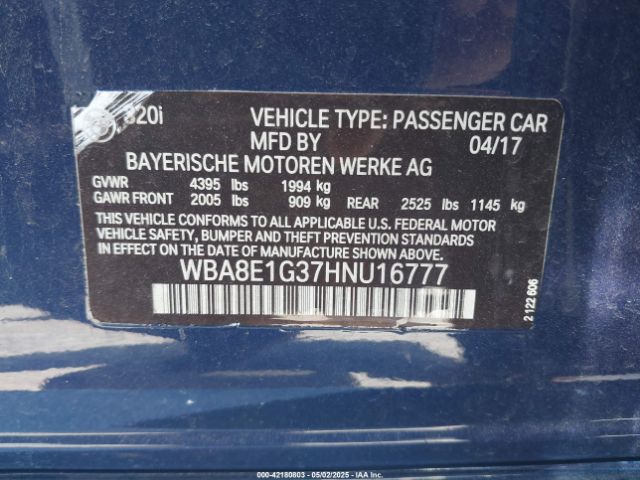 320i VEHICLE TYPE: PASSENGER CAR
MFD BY 04/17
BAYERISCHE MOTOREN WERKE AG
GVWR 4395 lbs 1994 kg
GAWR FRONT 2005 lbs 909 kg REAR 2525 lbs 1145 kg
THIS VEHICLE CONFORMS TO ALL APPLICABLE U.S. FEDERAL MOTOR
VEHICLE SAFETY, BUMPER AND THEFT PREVENTION STANDARDS
IN EFFECT ON THE DATE OF MANUFACTURE SHOWN ABOVE.
WBA8E1G37HNU16777
2 122 606
© 42180803 - 05/02/2025 - IAA, Inc.